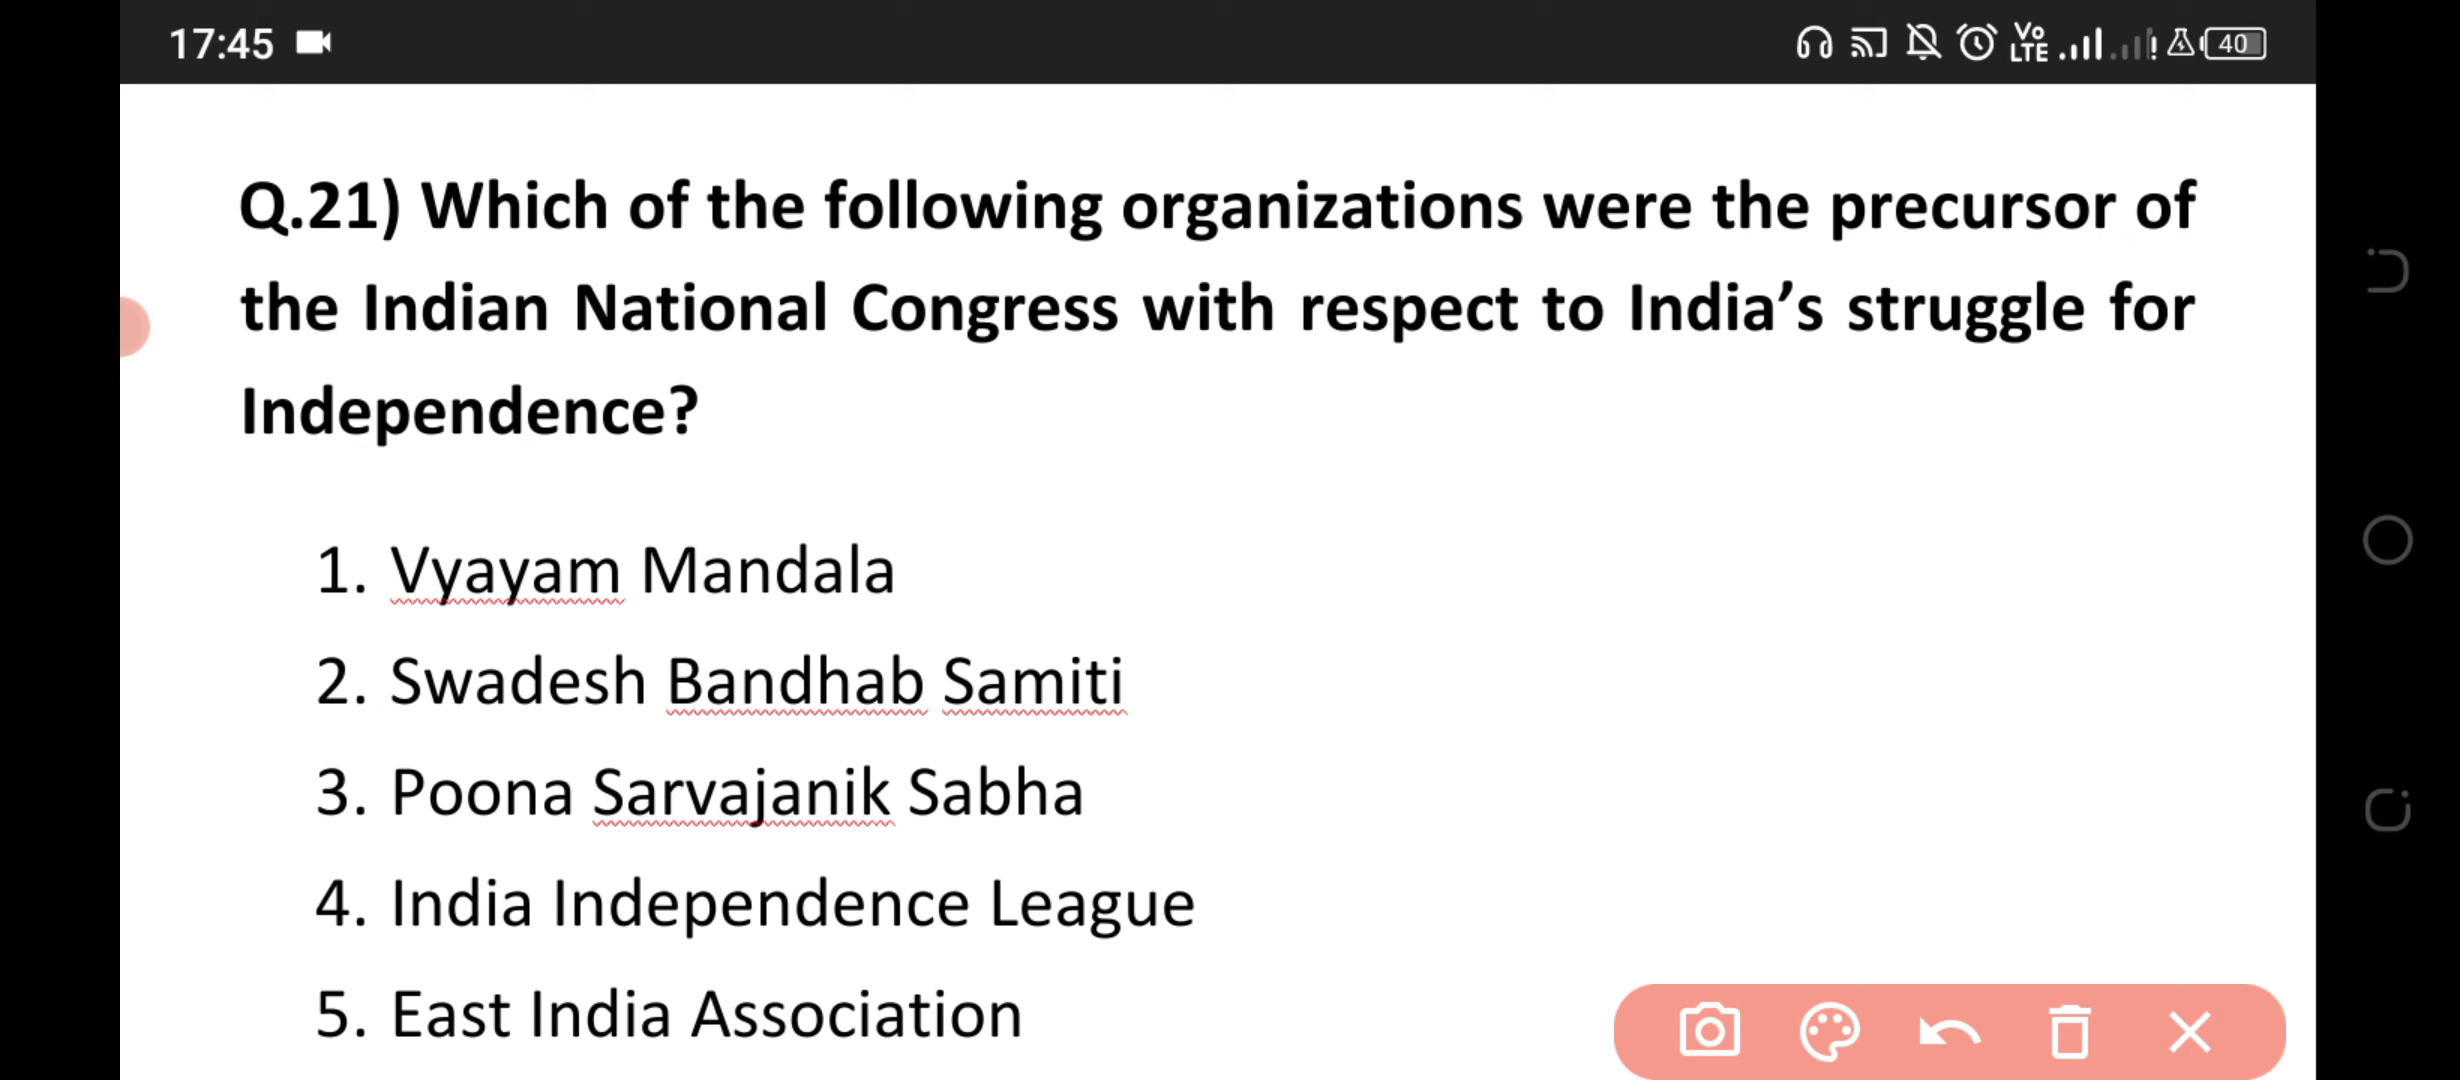 17:45
Vo LTE
40
Q.21) Which of the following organizations were the precursor of
the Indian National Congress with respect to India’s struggle for
Independence?
1. Vyayam Mandala
2. Swadesh Bandhab Samiti
3. Poona Sarvajanik Sabha
4. India Independence League
5. East India Association